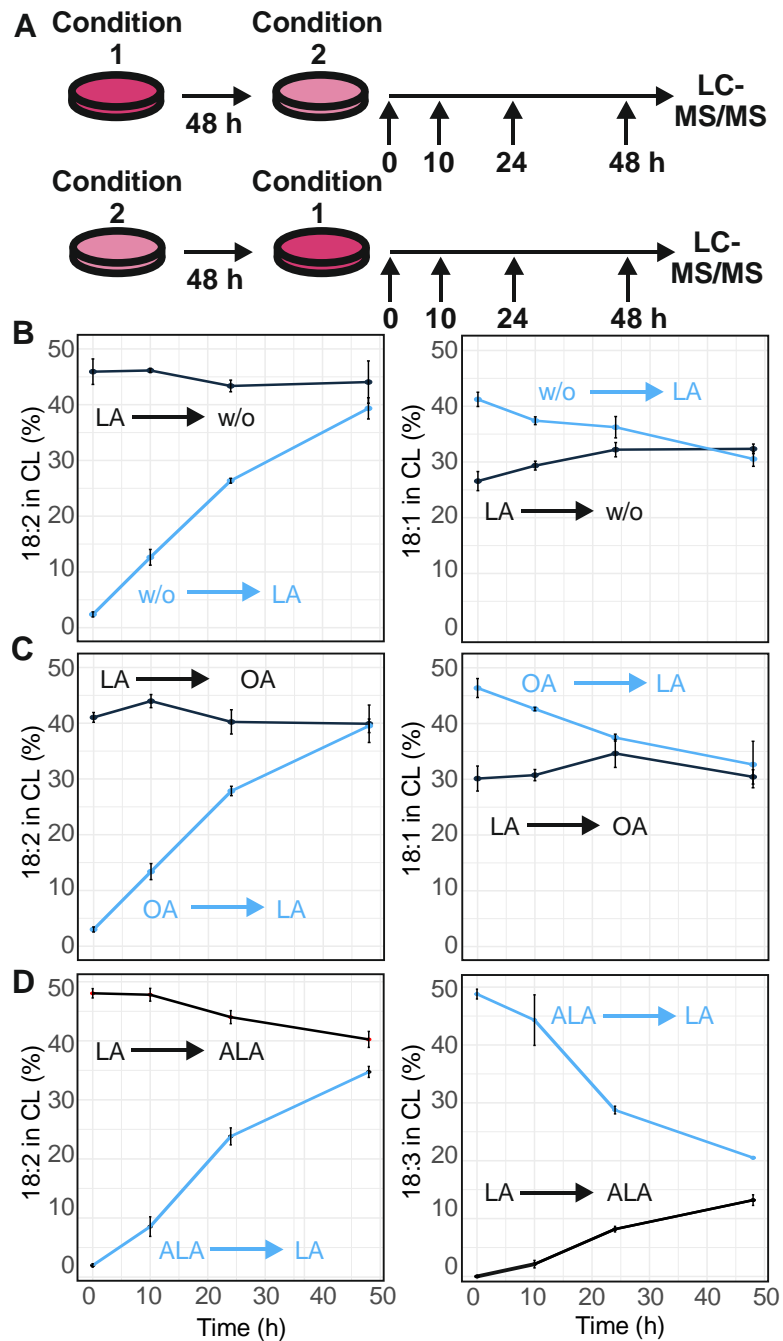 A
Condition
1
Condition
2
48 h
0
10
24
48 h
LC-
MS/MS
Condition
2
Condition
1
48 h
0
10
24
48 h
LC-
MS/MS
B
18:2 in CL (%)
50
40
30
20
10
0
LA w/o
w/o LA
18:1 in CL (%)
50
40
30
20
10
0
w/o LA
LA w/o
C
18:2 in CL (%)
50
40
30
20
10
0
LA OA
OA LA
18:1 in CL (%)
50
40
30
20
10
0
OA LA
LA OA
D
18:2 in CL (%)
50
40
30
20
10
0
LA ALA
ALA LA
0 10 20 30 40 50
Time (h)
18:3 in CL (%)
50
40
30
20
10
0
ALA LA
LA ALA
0 10 20 30 40 50
Time (h)